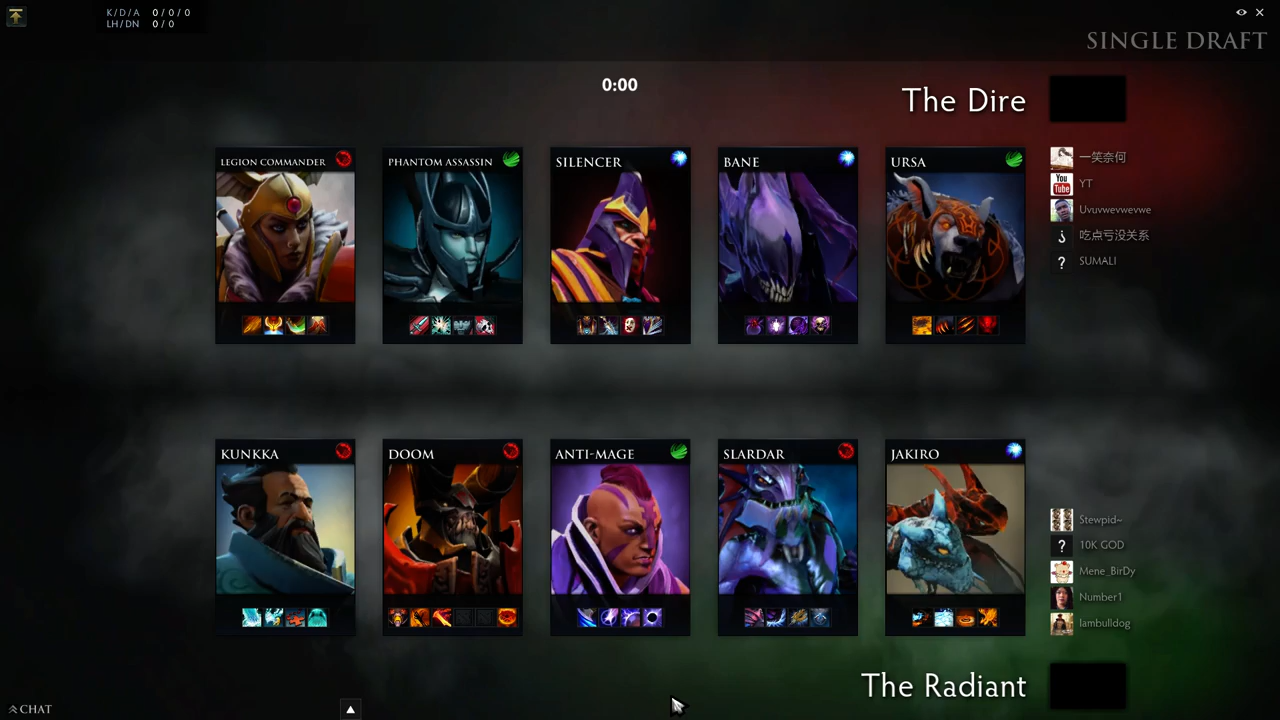 K/D/A 0 / 0 / 0
LH/DN 0 / 0
SINGLE DRAFT
0:00
The Dire
LEGION COMMANDER
PHANTOM ASSASSIN
SILENCER
BANE
URSA
一笑奈何
You Tube YT
Uvuvwevwevwe
吃点亏没关系
? SUMALI
KUNKKA
DOOM
ANTI-MAGE
SLARDAR
JAKIRO
Stewpid~
? 10K GOD
Mene_BirDy
Number1
Iambulldog
The Radiant
CHAT